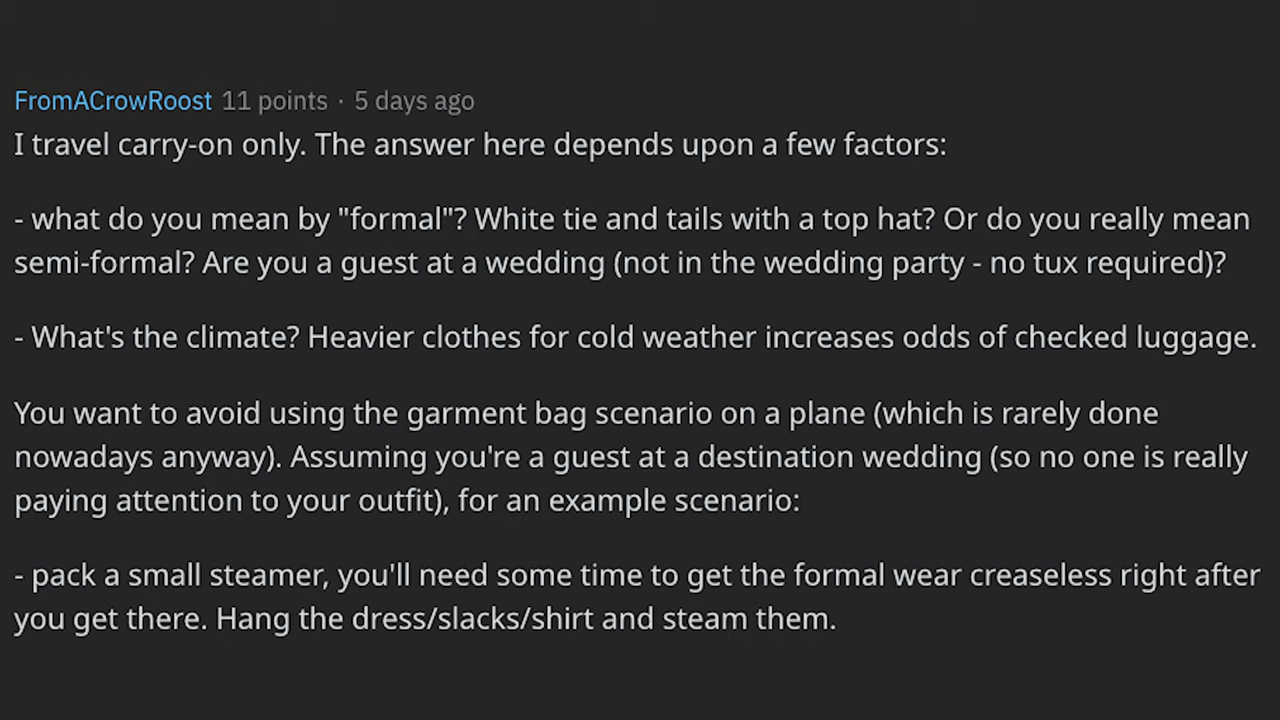 FromACrowRoost 11 points · 5 days ago
I travel carry-on only. The answer here depends upon a few factors:
- what do you mean by "formal"? White tie and tails with a top hat? Or do you really mean
semi-formal? Are you a guest at a wedding (not in the wedding party - no tux required)?
- What's the climate? Heavier clothes for cold weather increases odds of checked luggage.
You want to avoid using the garment bag scenario on a plane (which is rarely done
nowadays anyway). Assuming you're a guest at a destination wedding (so no one is really
paying attention to your outfit), for an example scenario:
- pack a small steamer, you'll need some time to get the formal wear creaseless right after
you get there. Hang the dress/slacks/shirt and steam them.